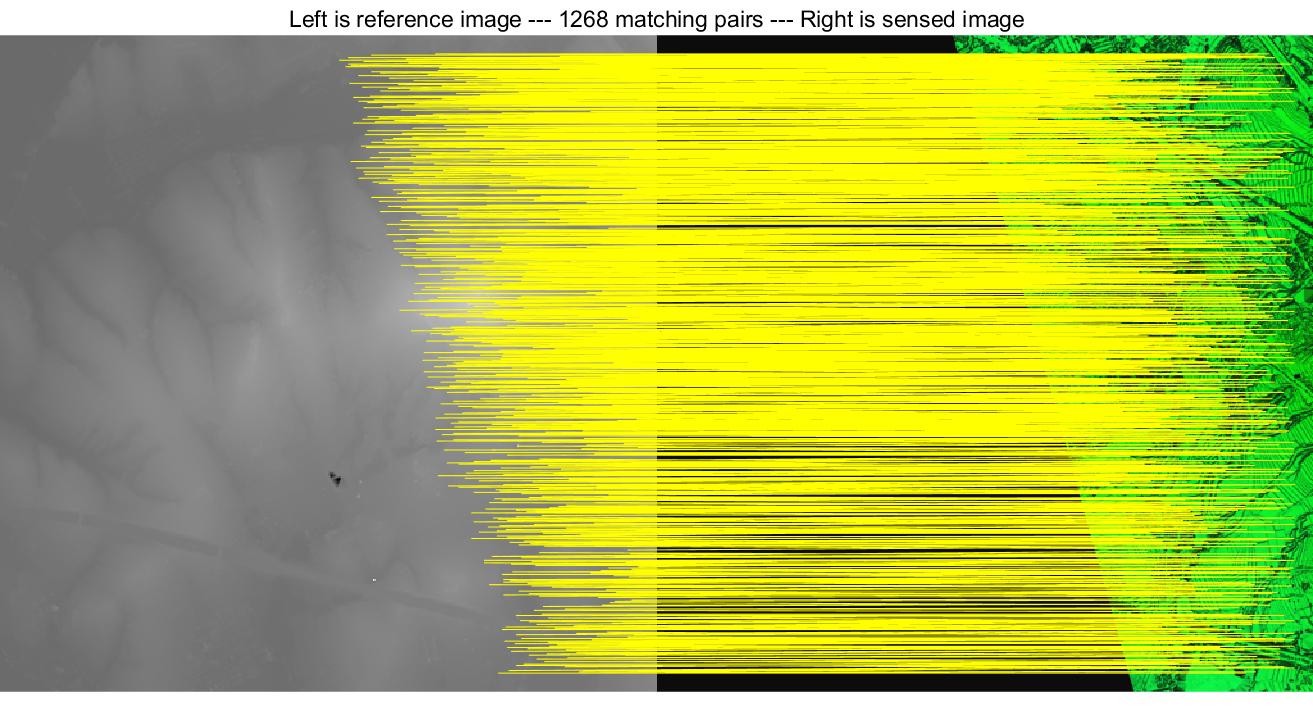 Left is reference image --- 1268 matching pairs --- Right is sensed image